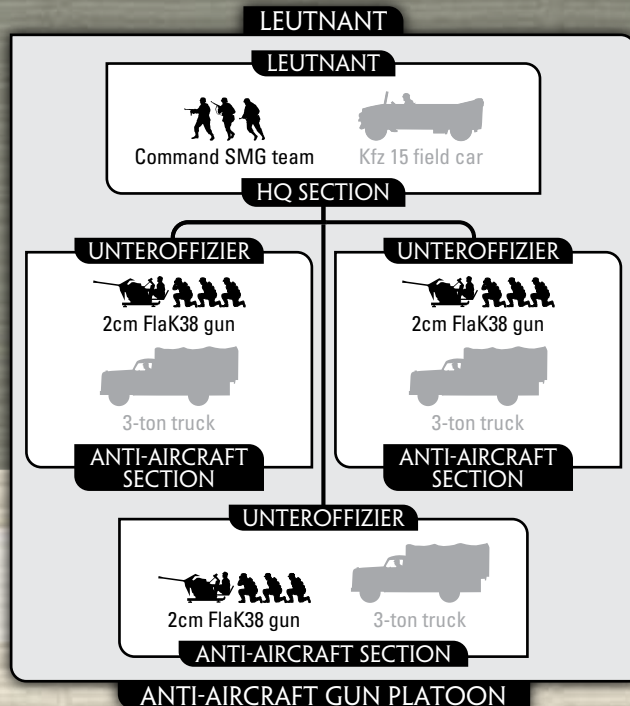 LEUTNANT
LEUTNANT
Command SMG team
Kfz 15 field car
HQ SECTION
UNTEROFFIZIER
2cm FlaK38 gun
3-ton truck
ANTI-AIRCRAFT
SECTION
UNTEROFFIZIER
2cm FlaK38 gun
3-ton truck
ANTI-AIRCRAFT
SECTION
UNTEROFFIZIER
2cm FlaK38 gun
3-ton truck
ANTI-AIRCRAFT SECTION
ANTI-AIRCRAFT GUN PLATOON